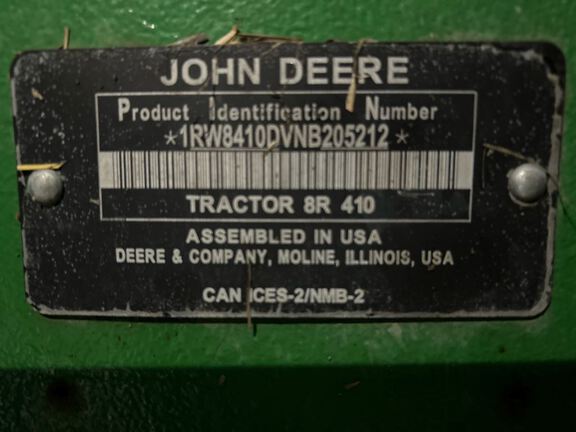 JOHN DEERE
Product Identification Number
*1RW8410DVNB205212*
TRACTOR 8R 410
ASSEMBLED IN USA
DEERE & COMPANY, MOLINE, ILLINOIS, USA
CAN ICES-2/NMB-2